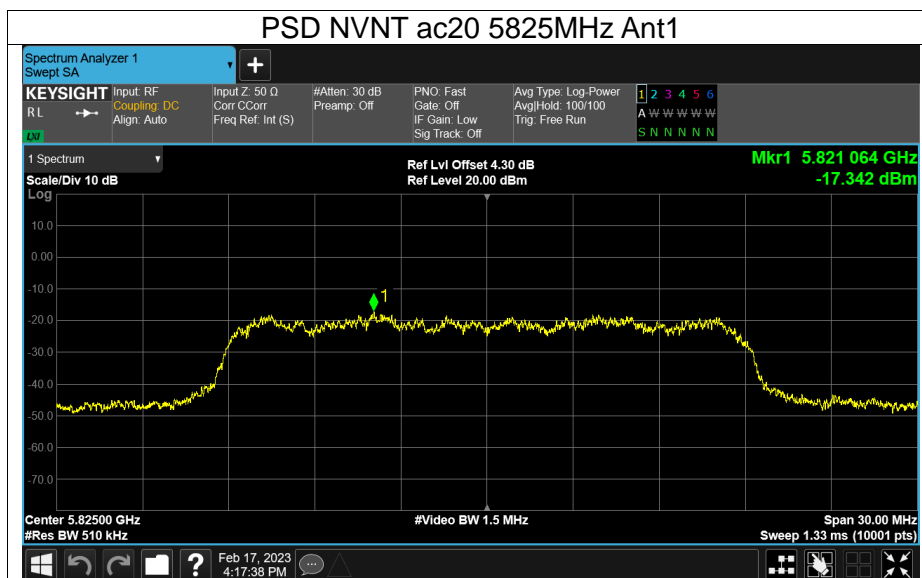 PSD NVNT ac20 5825MHz Ant1
Spectrum Analyzer 1
Swept SA
+
KEYSIGHT
R L
LXI
Input: RF
Coupling: DC
Align: Auto
Input Z: 50 Ω
Corr CCorr
Freq Ref: Int (S)
#Atten: 30 dB
Preamp: Off
PNO: Fast
Gate: Off
IF Gain: Low
Sig Track: Off
Avg Type: Log-Power
Avg|Hold: 100/100
Trig: Free Run
1 2 3 4 5 6
A W W W W W
S N N N N N
1 Spectrum
Scale/Div 10 dB
Ref Lvl Offset 4.30 dB
Ref Level 20.00 dBm
Mkr1 5.821 064 GHz
-17.342 dBm
Log
10.0
0.00
-10.0
-20.0
-30.0
-40.0
-50.0
-60.0
-70.0
1
Center 5.82500 GHz
#Res BW 510 kHz
#Video BW 1.5 MHz
Span 30.00 MHz
Sweep 1.33 ms (10001 pts)
?
Feb 17, 2023
4:17:38 PM
...